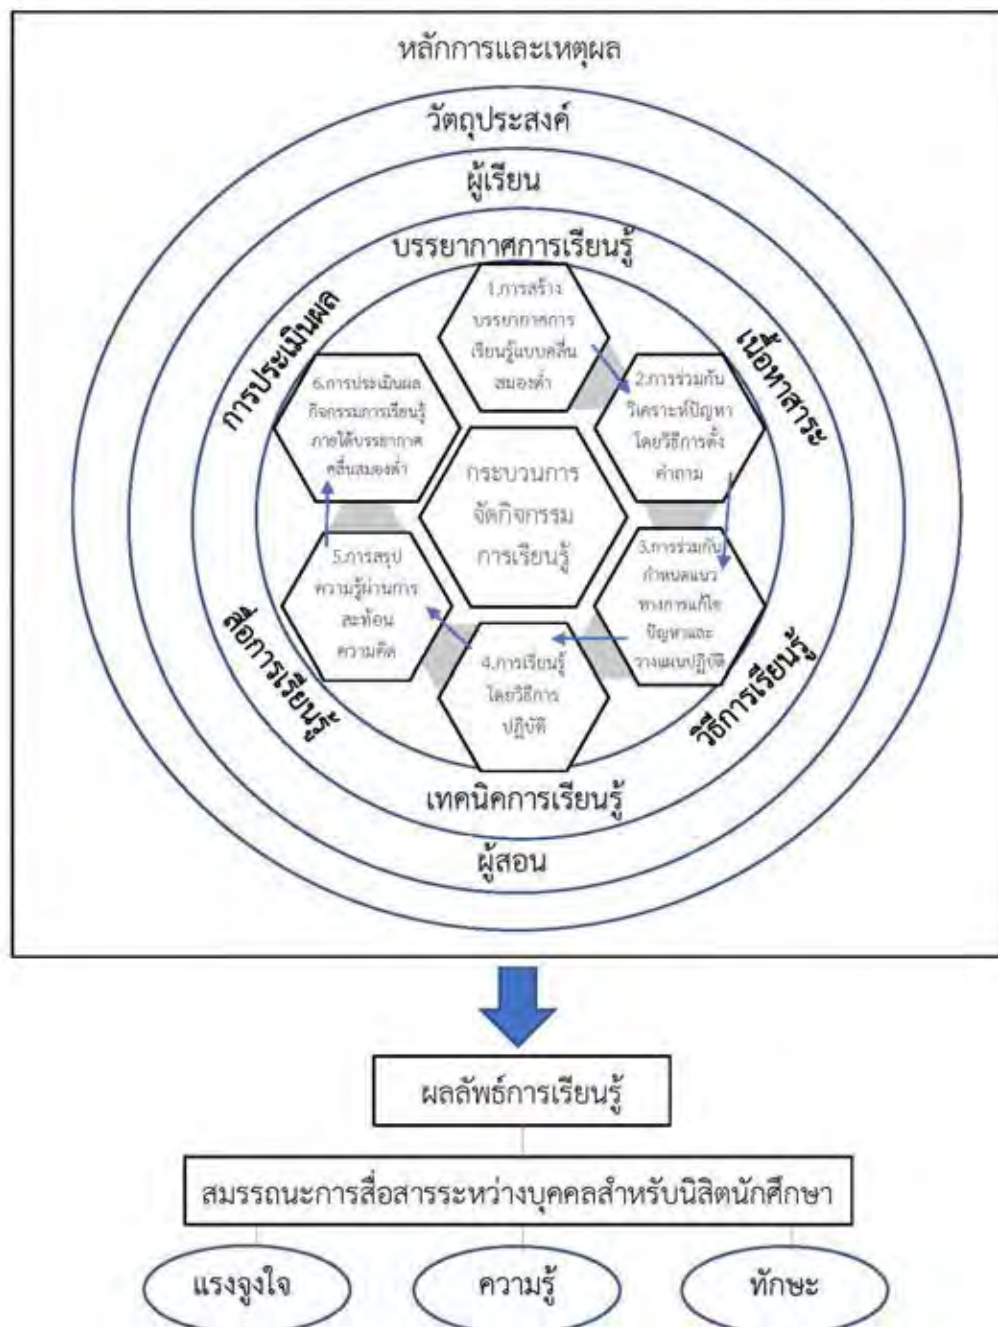 หลักการและเหตุผล
วัตถุประสงค์
ผู้เรียน
บรรยากาศการเรียนรู้
เนื้อหาสาระ
วิธีการเรียนรู้
เทคนิคการเรียนรู้
สื่อการเรียนรู้
การประเมินผล
ผู้สอน
กระบวนการ
จัดกิจกรรม
การเรียนรู้
1.การสร้าง
บรรยากาศการ
เรียนรู้แบบคลื่น
สมองต่ำ
2.การร่วมกัน
วิเคราะห์ปัญหา
โดยวิธีการตั้ง
คำถาม
3.การร่วมกัน
กำหนดแนว
ทางการแก้ไข
ปัญหาและ
วางแผนปฏิบัติ
4.การเรียนรู้
โดยวิธีการ
ปฏิบัติ
5.การสรุป
ความรู้ผ่านการ
สะท้อน
ความคิด
6.การประเมินผล
กิจกรรมการเรียนรู้
ภายใต้บรรยากาศ
คลื่นสมองต่ำ
ผลลัพธ์การเรียนรู้
สมรรถนะการสื่อสารระหว่างบุคคลสำหรับนิสิตนักศึกษา
แรงจูงใจ
ความรู้
ทักษะ